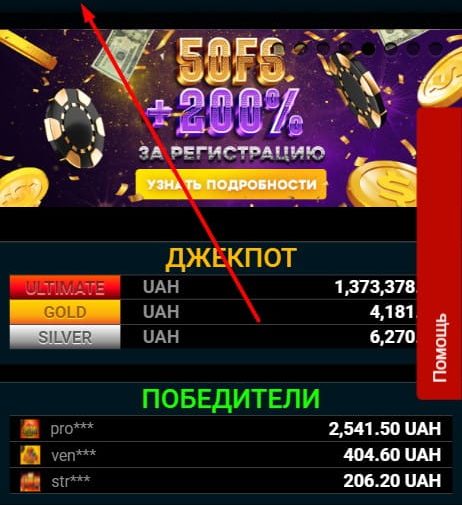 50FS
+200%
ЗА РЕГИСТРАЦИЮ
УЗНАТЬ ПОДРОБНОСТИ
ДЖЕКПОТ
ULTIMATE UAH 1,373,378.
GOLD UAH 4,181.
SILVER UAH 6,270.
Помощь
ПОБЕДИТЕЛИ
pro*** 2,541.50 UAH
ven*** 404.60 UAH
str*** 206.20 UAH